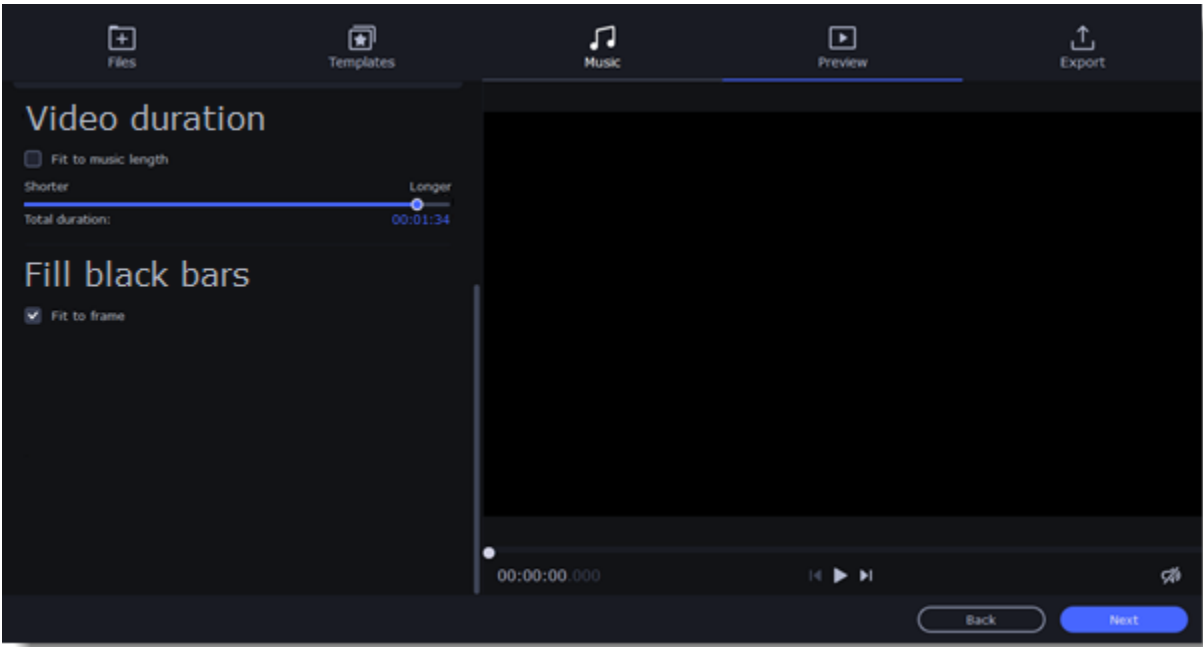 Files
Templates
Music
Preview
Export
Video duration
Fit to music length
Shorter
Longer
Total duration:
00:01:34
Fill black bars
Fit to frame
00:00:00.000
Back
Next